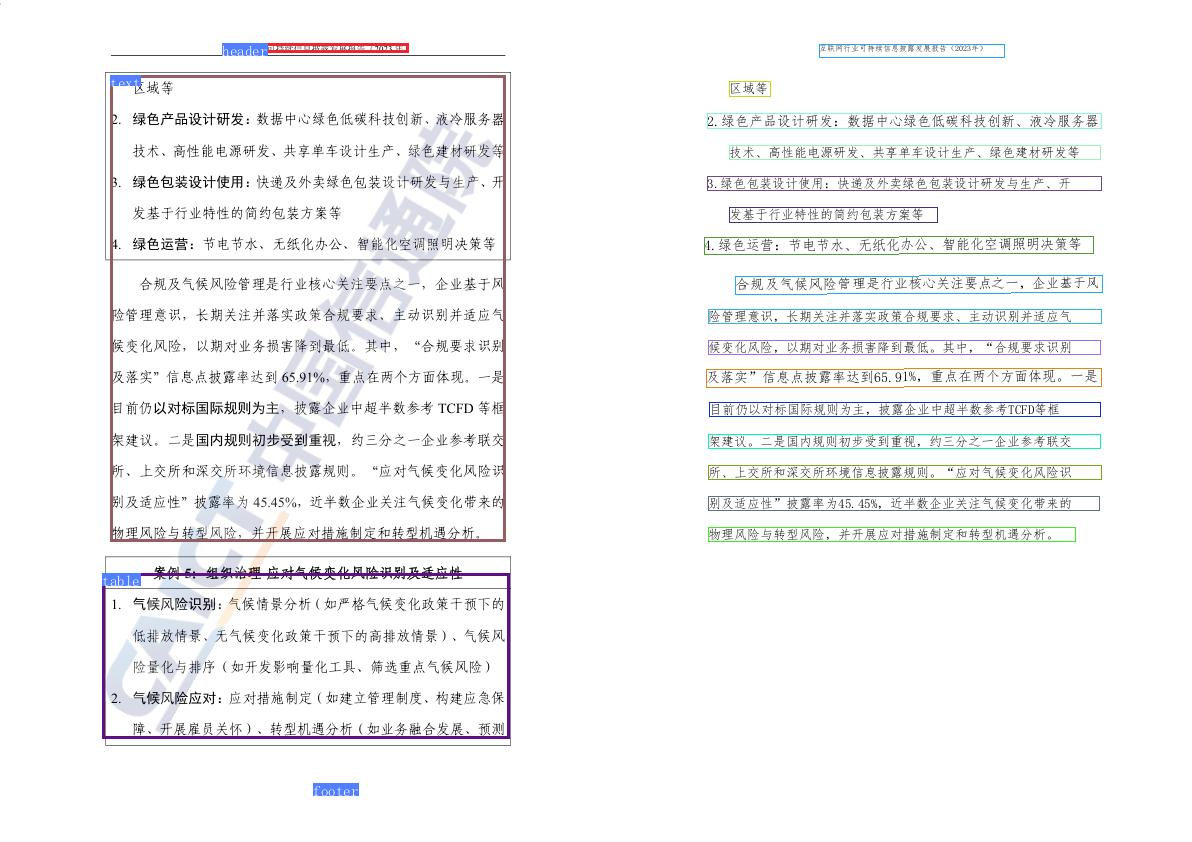 header
text
区域等
2. 绿色产品设计研发：数据中心绿色低碳科技创新、液冷服务器
技术、高性能电源研发、共享单车设计生产、绿色建材研发等
3. 绿色包装设计使用：快递及外卖绿色包装设计研发与生产、开
发基于行业特性的简约包装方案等
4. 绿色运营：节电节水、无纸化办公、智能化空调照明决策等
合规及气候风险管理是行业核心关注要点之一，企业基于风
险管理意识，长期关注并落实政策合规要求、主动识别并适应气
候变化风险，以期对业务损害降到最低。其中，“合规要求识别
及落实”信息点披露率达到 65.91%，重点在两个方面体现。一是
目前仍以对标国际规则为主，披露企业中超半数参考 TCFD 等框
架建议。二是国内规则初步受到重视，约三分之一企业参考联交
所、上交所和深交所环境信息披露规则。“应对气候变化风险识
别及适应性”披露率为 45.45%，近半数企业关注气候变化带来的
物理风险与转型风险，并开展应对措施制定和转型机遇分析。
案例 5：组织治理-应对气候变化风险识别及适应性
table
1. 气候风险识别：气候情景分析（如严格气候变化政策干预下的
低排放情景、无气候变化政策干预下的高排放情景）、气候风
险量化与排序（如开发影响量化工具、筛选重点气候风险）
2. 气候风险应对：应对措施制定（如建立管理制度、构建应急保
障、开展雇员关怀）、转型机遇分析（如业务融合发展、预测
footer
CAICT 中国信通院
互联网行业可持续信息披露发展报告（2023年）
区域等
2.绿色产品设计研发：数据中心绿色低碳科技创新、液冷服务器
技术、高性能电源研发、共享单车设计生产、绿色建材研发等
3.绿色包装设计使用：快递及外卖绿色包装设计研发与生产、开
发基于行业特性的简约包装方案等
4.绿色运营：节电节水、无纸化办公、智能化空调照明决策等
合规及气候风险管理是行业核心关注要点之一，企业基于风
险管理意识，长期关注并落实政策合规要求、主动识别并适应气
候变化风险，以期对业务损害降到最低。其中，“合规要求识别
及落实”信息点披露率达到65.91%，重点在两个方面体现。一是
目前仍以对标国际规则为主，披露企业中超半数参考TCFD等框
架建议。二是国内规则初步受到重视，约三分之一企业参考联交
所、上交所和深交所环境信息披露规则。“应对气候变化风险识
别及适应性”披露率为45.45%，近半数企业关注气候变化带来的
物理风险与转型风险，并开展应对措施制定和转型机遇分析。